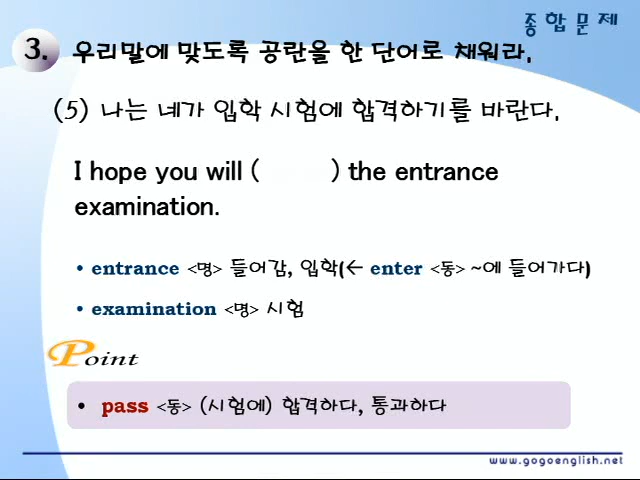 종합문제
3. 우리말에 맞도록 공란을 한 단어로 채워라.
(5) 나는 네가 입학 시험에 합격하기를 바란다.
I hope you will (          ) the entrance
examination.
• entrance <명> 들어감, 입학(← enter <동> ~에 들어가다)
• examination <명> 시험
Point
• pass <동> (시험에) 합격하다, 통과하다
www.gogoenglish.net